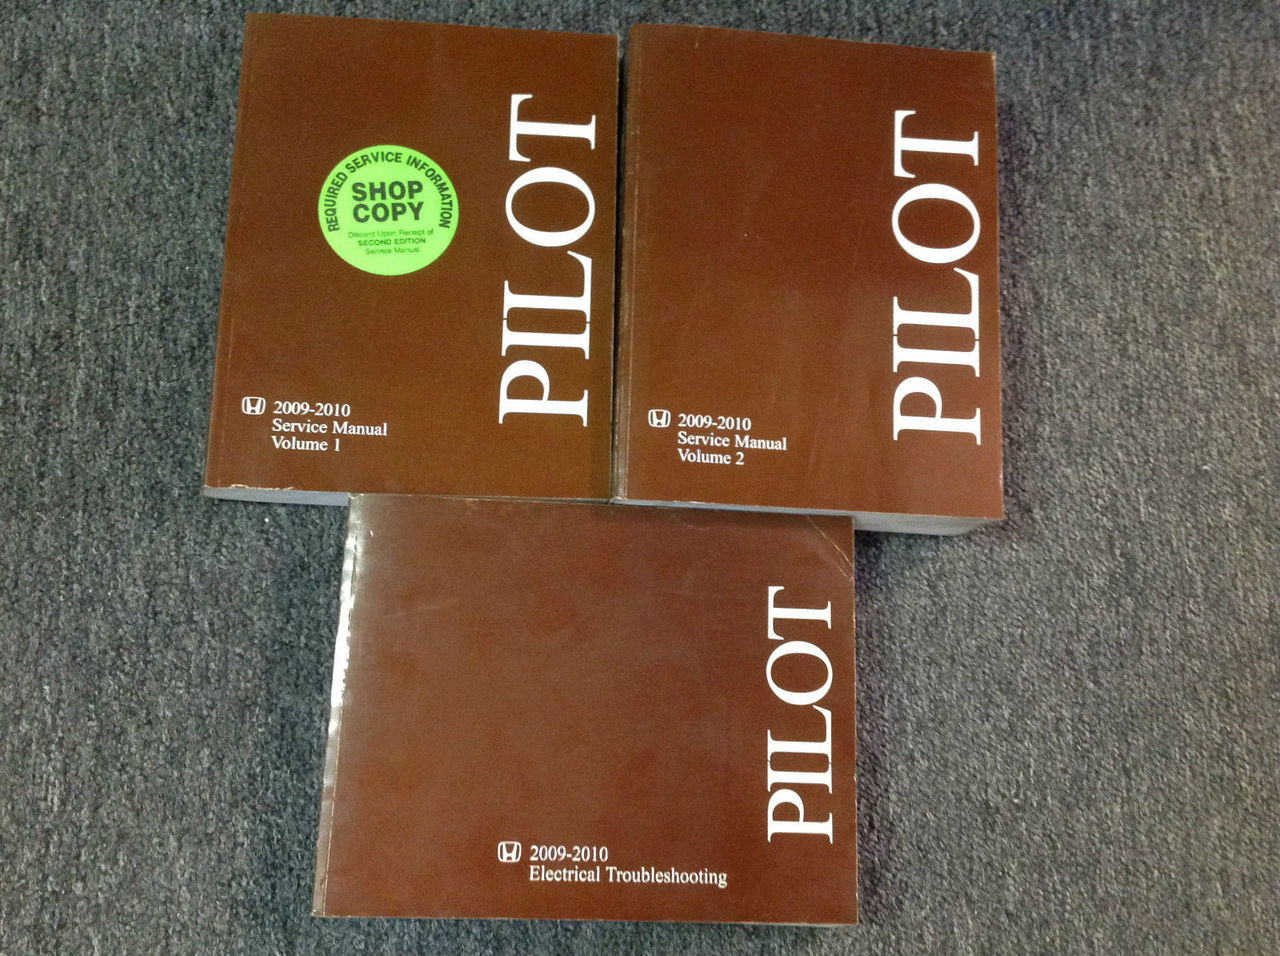 PILOT
REQUIRED SERVICE INFORMATION
SHOP
COPY
Discard Upon Receipt of
SECOND EDITION
Service Manual
2009-2010
Service Manual
Volume 1
PILOT
2009-2010
Service Manual
Volume 2
PILOT
2009-2010
Electrical Troubleshooting